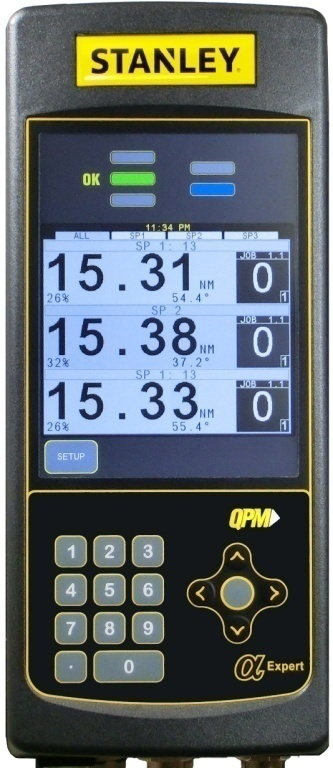 STANLEY
OK
11:34 PM
ALL SP1 SP2 SP3
SP 1: 13
JOB 1.1
15.31 NM 0
26% 54.4° 1
SP 2
JOB 1.1
15.38 NM 0
32% 37.2° 1
SP 1: 13
JOB 1.1
15.33 NM 0
26% 55.4° 1
SETUP
QPM
1 2 3
4 5 6
7 8 9
. 0
α Expert